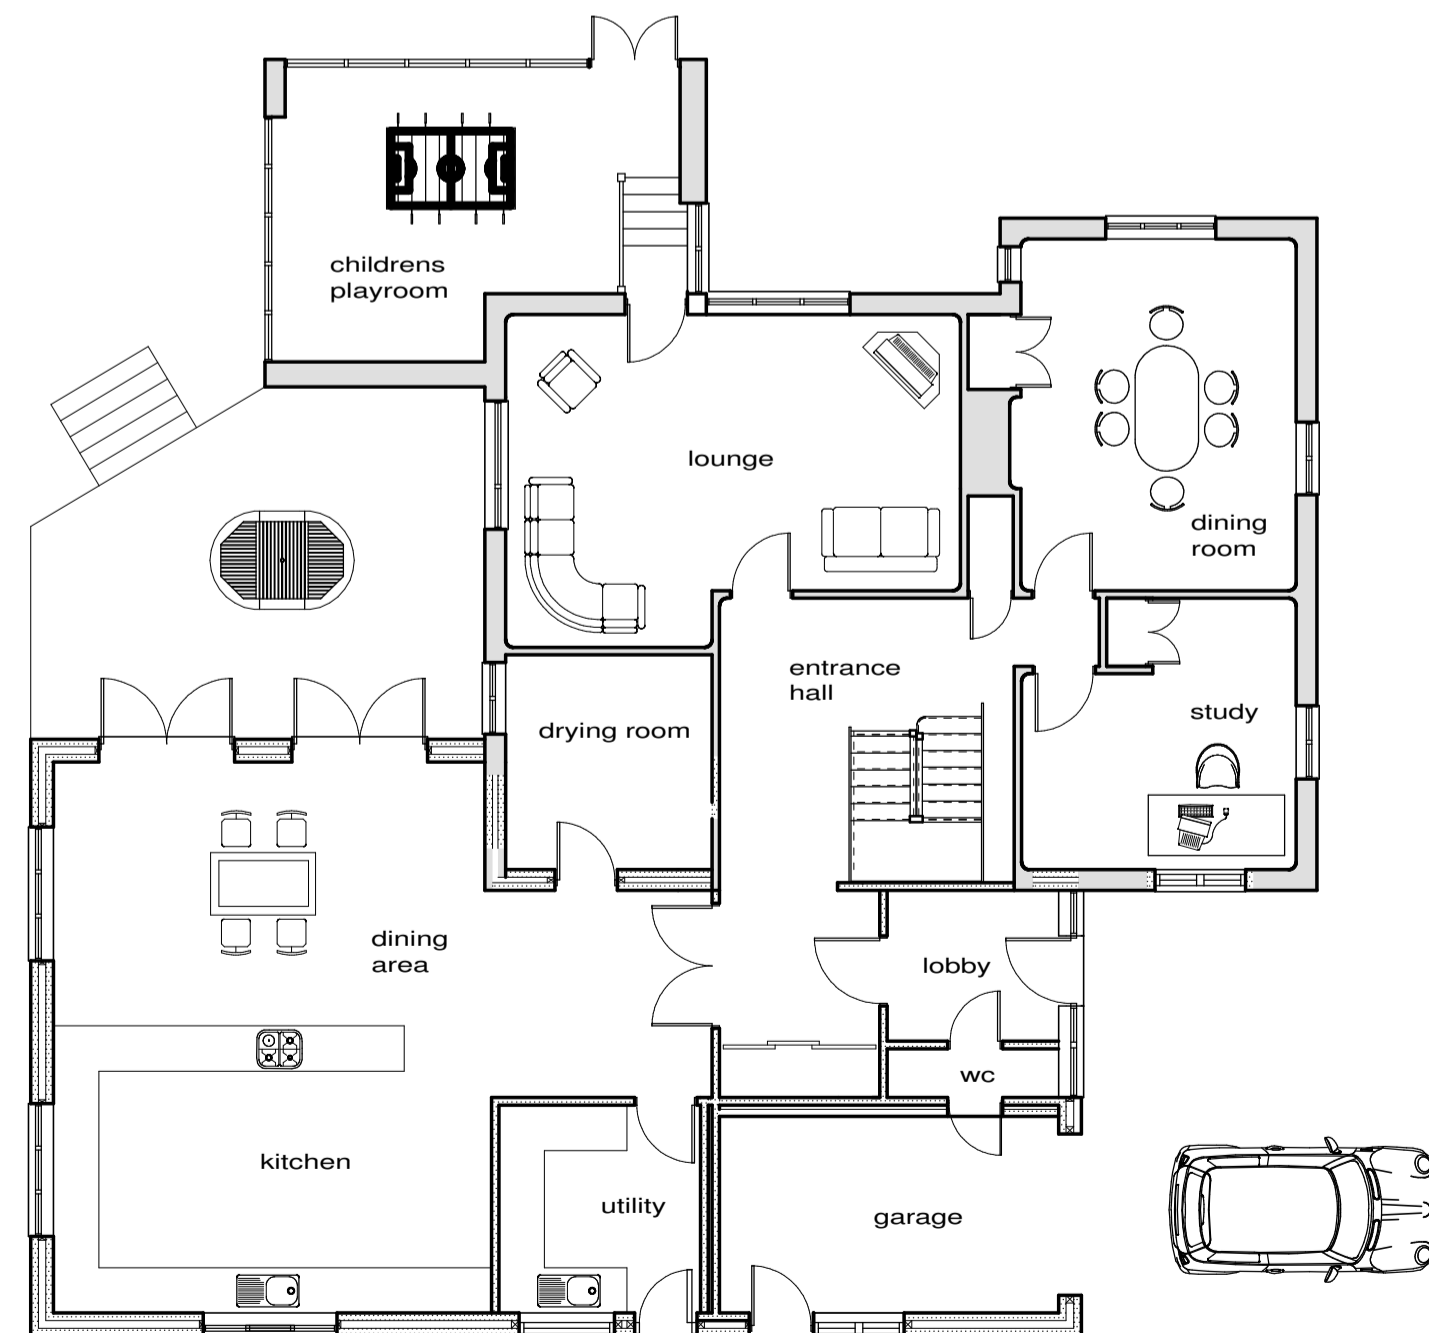 childrens
playroom
lounge
dining
room
entrance
hall
study
drying room
dining
area
lobby
wc
kitchen
utility
garage